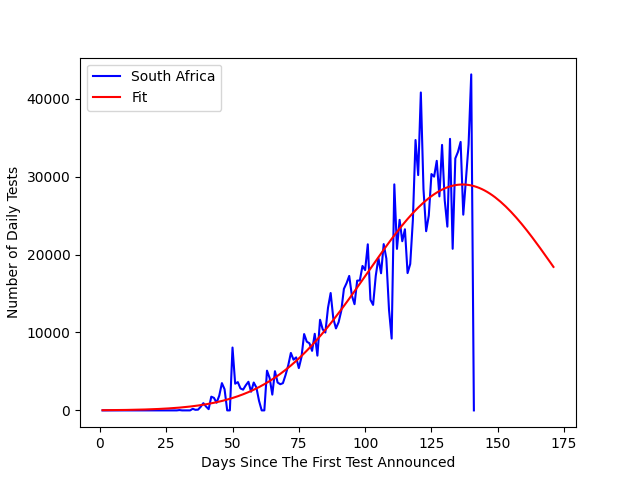 South Africa
Fit
Number of Daily Tests
40000
30000
20000
10000
0
0 25 50 75 100 125 150 175
Days Since The First Test Announced